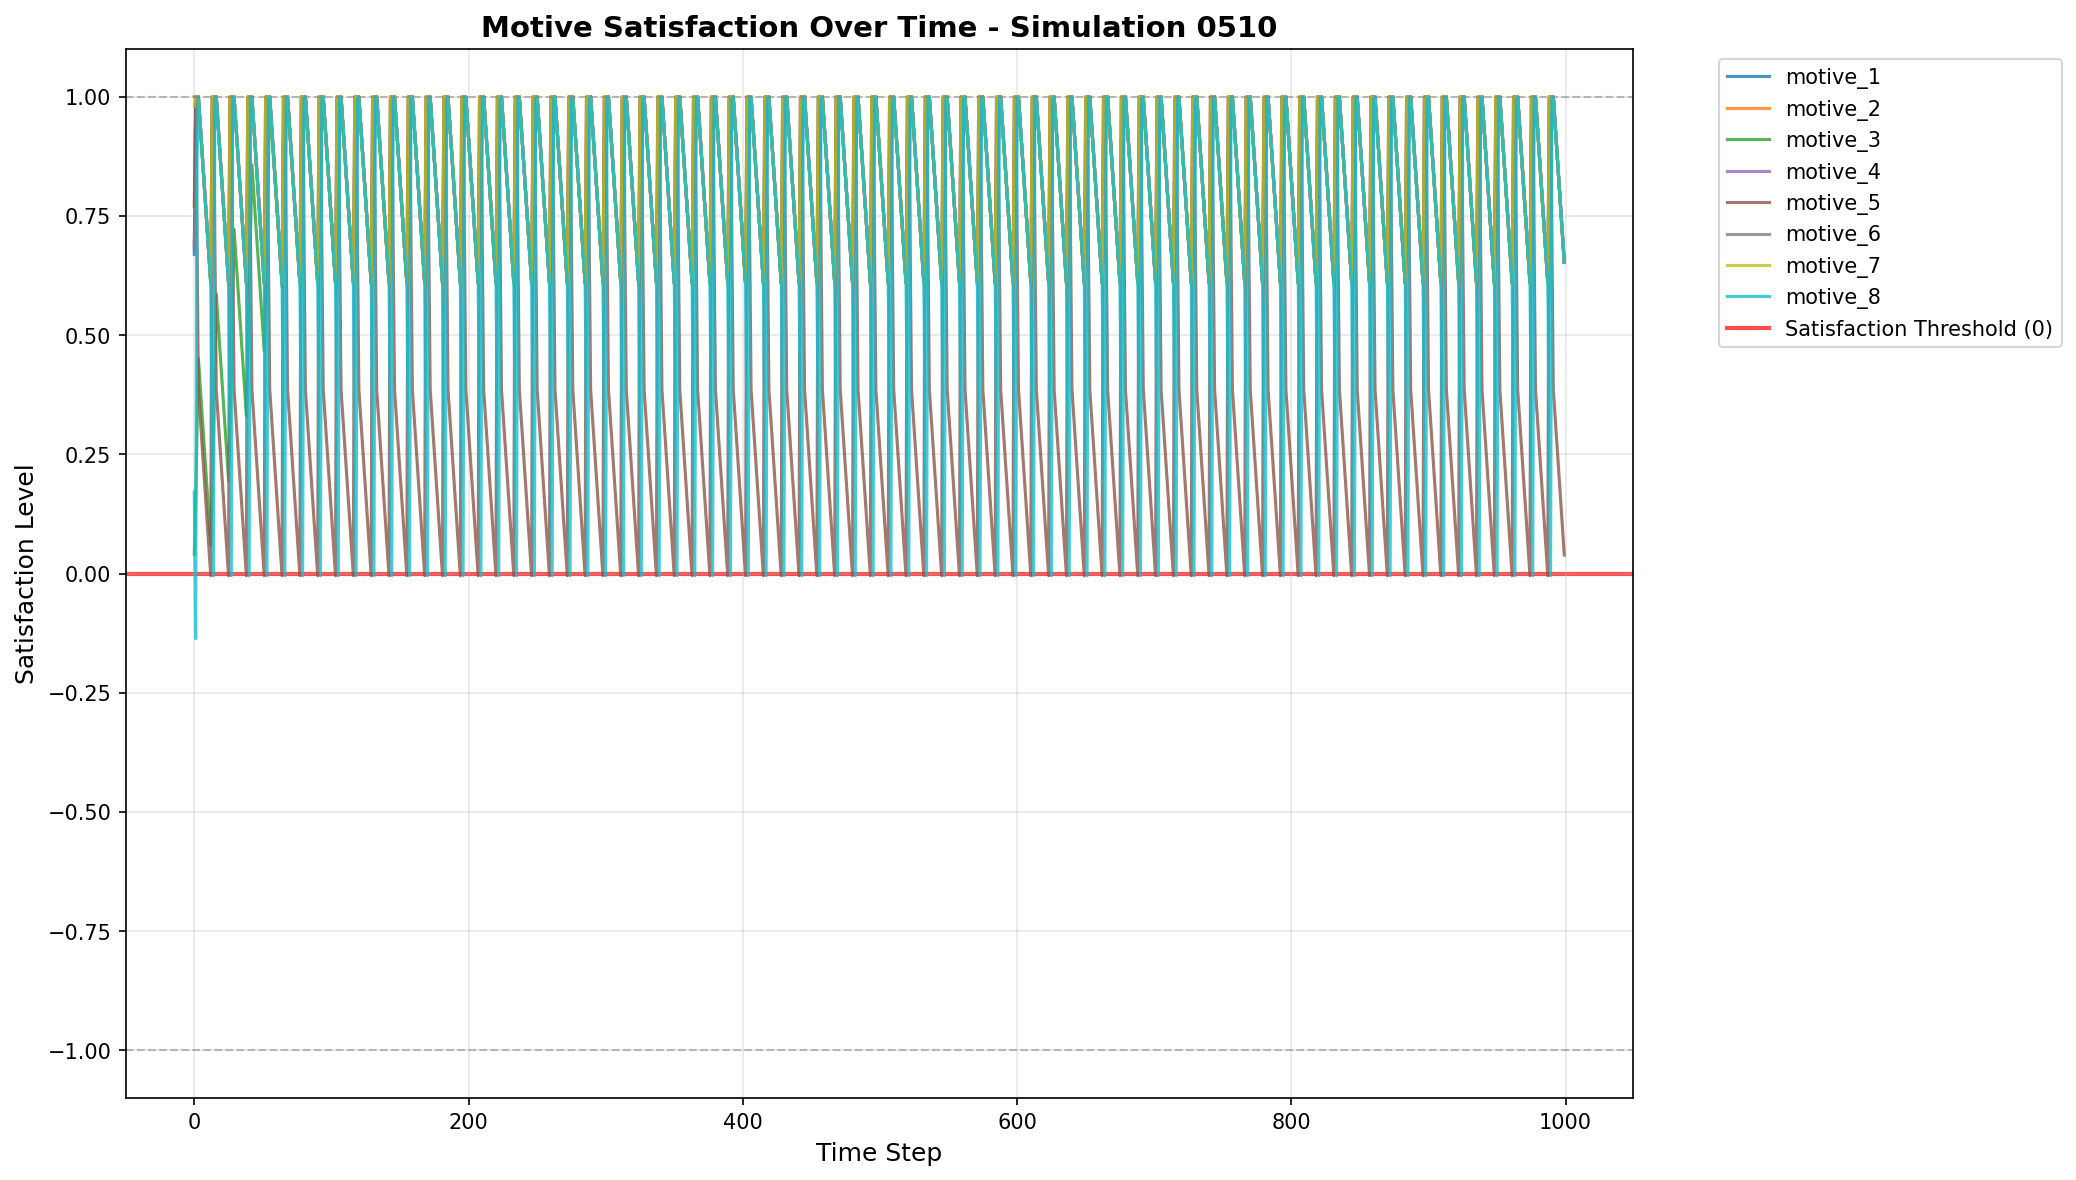 Motive Satisfaction Over Time - Simulation 0510
Satisfaction Level
1.00
0.75
0.50
0.25
0.00
−0.25
−0.50
−0.75
−1.00
0
200
400
600
800
1000
Time Step
motive_1
motive_2
motive_3
motive_4
motive_5
motive_6
motive_7
motive_8
Satisfaction Threshold (0)